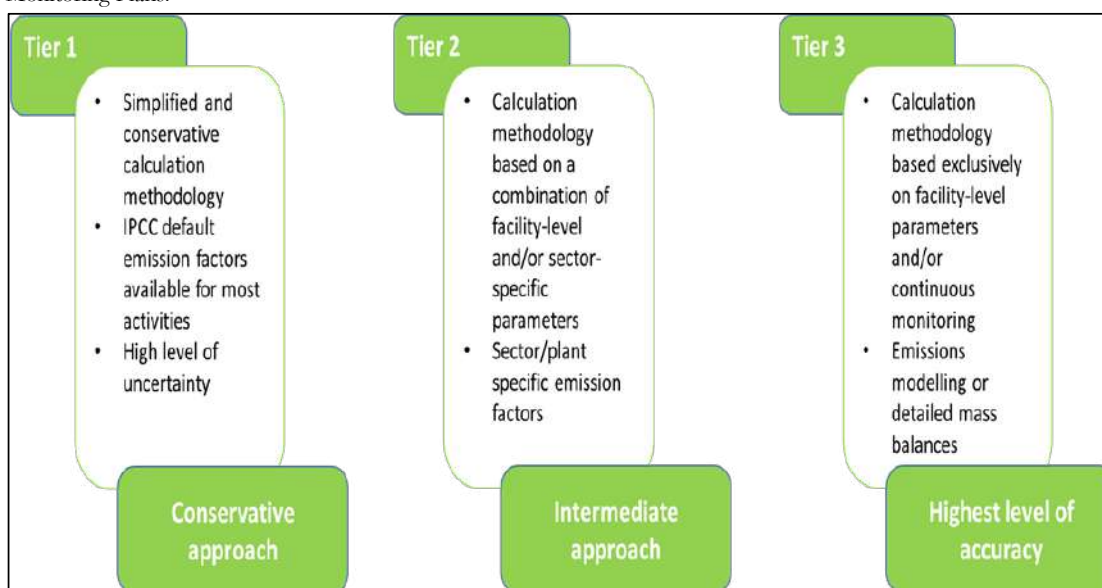 Monitoring Plans.
Tier 1
• Simplified and
conservative
calculation
methodology
• IPCC default
emission factors
available for most
activities
• High level of
uncertainty
Conservative
approach
Tier 2
• Calculation
methodology
based on a
combination of
facility-level
and/or sector-
specific
parameters
• Sector/plant
specific emission
factors
Intermediate
approach
Tier 3
• Calculation
methodology
based exclusively
on facility-level
parameters
and/or
continuous
monitoring
• Emissions
modelling or
detailed mass
balances
Highest level of
accuracy